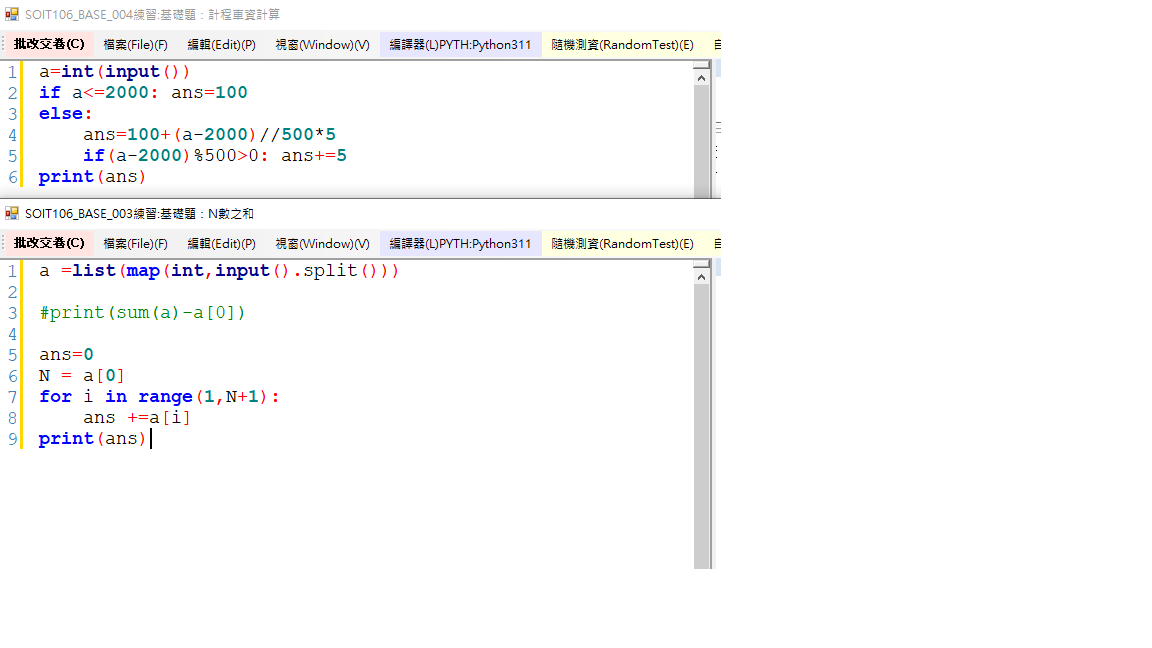 SOIT106_BASE_004練習:基礎題：計程車資計算
批改交卷(C) 檔案(File)(F) 編輯(Edit)(P) 視窗(Window)(V) 編譯器(L)PYTH:Python311 隨機測資(RandomTest)(E)
1 a=int(input())
2 if a<=2000: ans=100
3 else:
4     ans=100+(a-2000)//500*5
5     if(a-2000)%500>0: ans+=5
6 print(ans)
SOIT106_BASE_003練習:基礎題：N數之和
批改交卷(C) 檔案(File)(F) 編輯(Edit)(P) 視窗(Window)(V) 編譯器(L)PYTH:Python311 隨機測資(RandomTest)(E)
1 a =list(map(int,input().split()))
2
3 #print(sum(a)-a[0])
4
5 ans=0
6 N = a[0]
7 for i in range(1,N+1):
8     ans +=a[i]
9 print(ans)